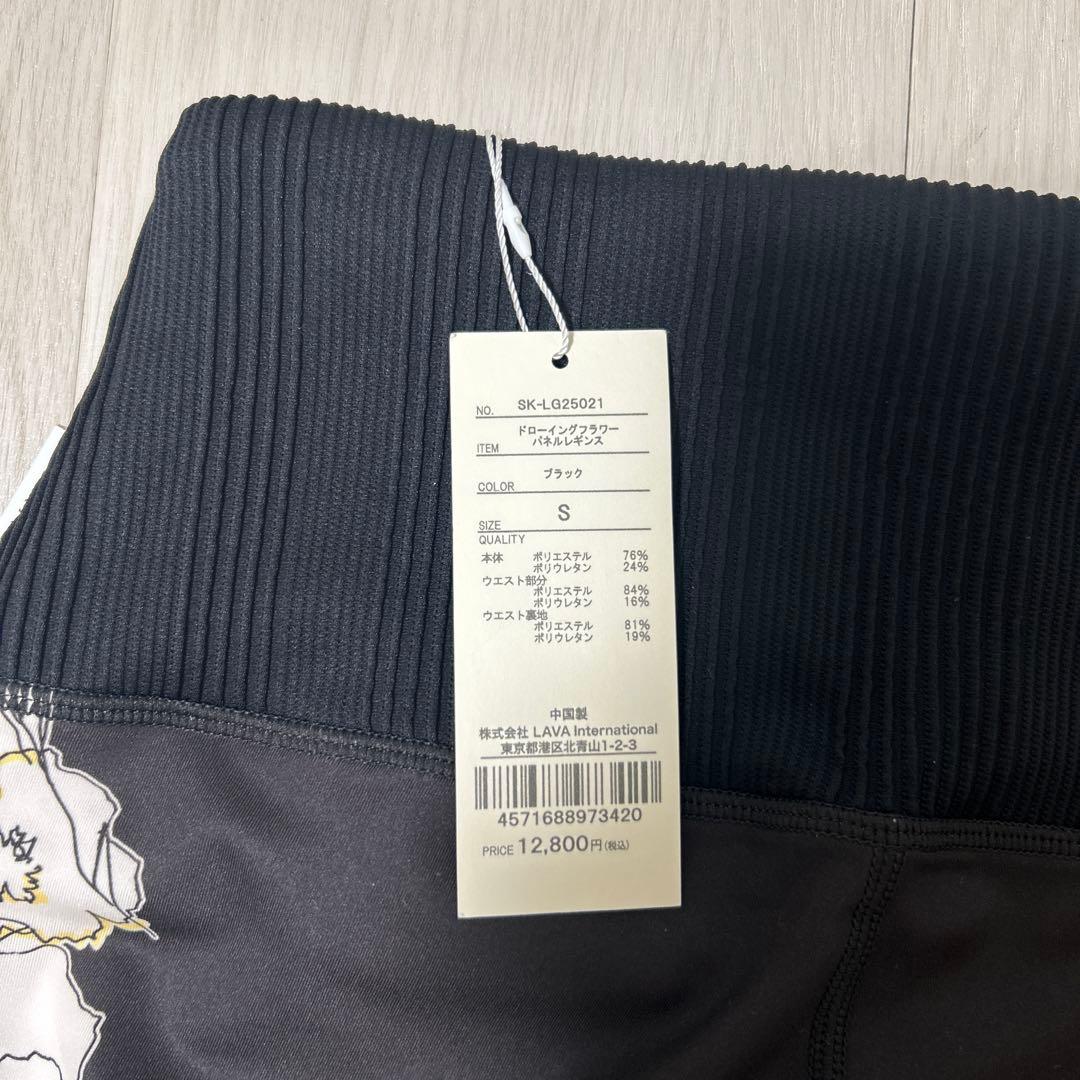 NO. SK-LG25021
ITEM ドローイングフラワー
パネルレギンス
COLOR ブラック
SIZE S
QUALITY
本体 ポリエステル 76%
ポリウレタン 24%
ウエスト部分
ポリエステル 84%
ポリウレタン 16%
ウエスト裏地
ポリエステル 81%
ポリウレタン 19%
中国製
株式会社 LAVA International
東京都港区北青山1-2-3
4571688973420
PRICE 12,800円(税込)